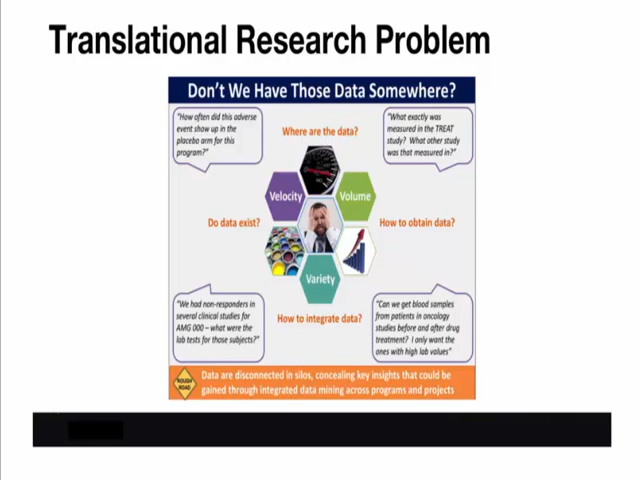 Translational Research Problem
Don't We Have Those Data Somewhere?
"How often did this adverse
event show up in the
placebo arm for this
program?"
Where are the data?
"What exactly was
measured in the TREAT
study? What other study
was that measured in?"
Velocity
Volume
Do data exist?
How to obtain data?
Variety
"We had non-responders in
several clinical studies for
AMG 000 – what were the
lab tests for those subjects?"
How to integrate data?
"Can we get blood samples
from patients in oncology
studies before and after drug
treatment? I only want the
ones with high lab values"
ROUGH
ROAD
Data are disconnected in silos, concealing key insights that could be
gained through integrated data mining across programs and projects